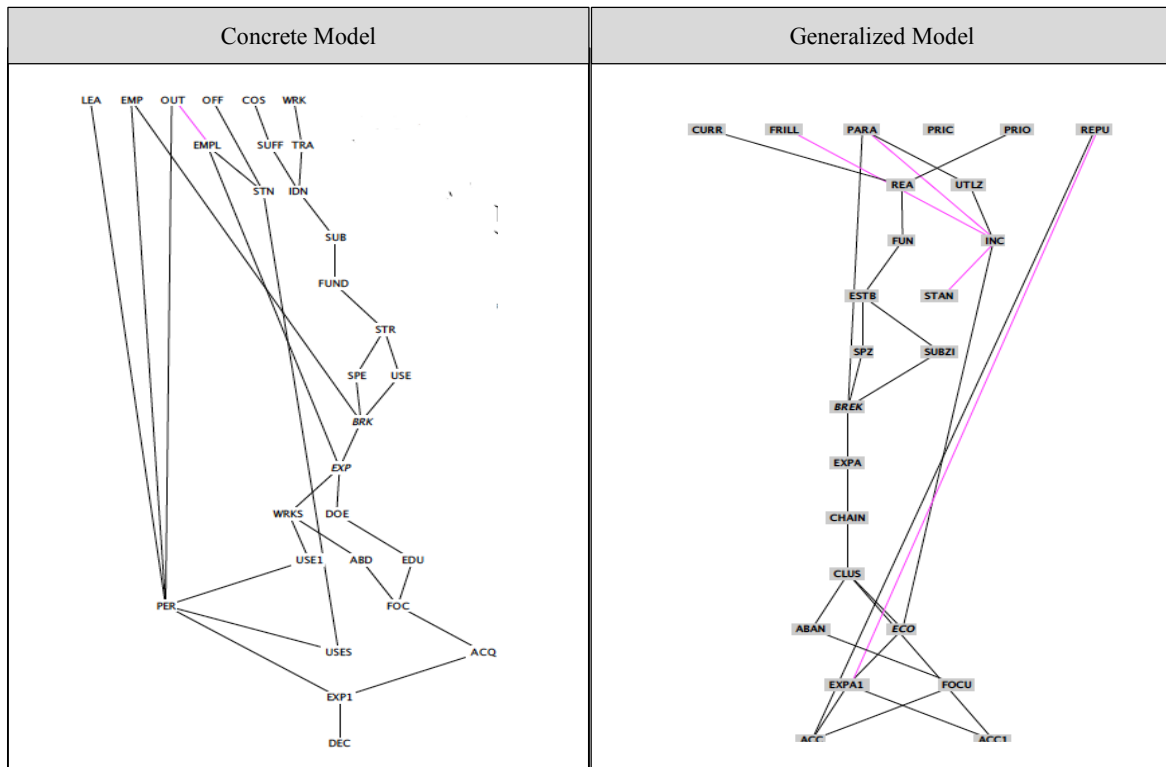 Concrete Model
Generalized Model
LEA EMP OUT OFF COS WRK
EMPL SUFF TRA
STN IDN
SUB
FUND
STR
SPE USE
BRK
EXP
WRKS DOE
USE1 ABD EDU
PER FOC
USES ACQ
EXP1
DEC
CURR FRILL PARA PRIC PRIO REPU
REA UTLZ
FUN INC
ESTB STAN
SPZ SUBZI
BREK
EXPA
CHAIN
CLUS
ABAN ECO
EXPA1 FOCU
ACC ACC1